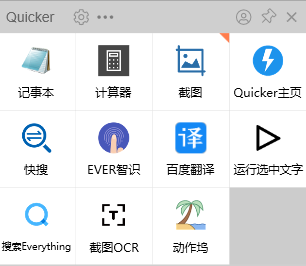 Quicker
记事本
计算器
截图
Quicker主页
快搜
EVER智识
译
百度翻译
运行选中文字
搜索Everything
T
截图OCR
动作坞